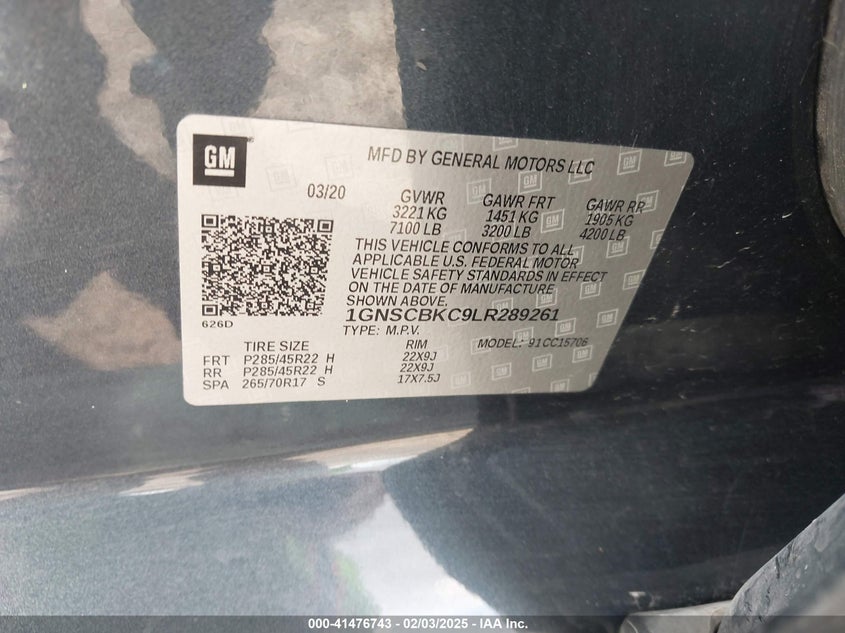 GM
MFD BY GENERAL MOTORS LLC
03/20 GVWR GAWR FRT GAWR RR
3221 KG 1451 KG 1905 KG
7100 LB 3200 LB 4200 LB
THIS VEHICLE CONFORMS TO ALL
APPLICABLE U.S. FEDERAL MOTOR
VEHICLE SAFETY STANDARDS IN EFFECT
ON THE DATE OF MANUFACTURE
SHOWN ABOVE.
626D
1GNSCBKC9LR289261
TYPE: M.P.V. MODEL: 91CC15706
TIRE SIZE RIM
FRT P285/45R22 H 22X9J
RR P285/45R22 H 22X9J
SPA 265/70R17 S 17X7.5J
000-41476743 - 02/03/2025 - IAA Inc.